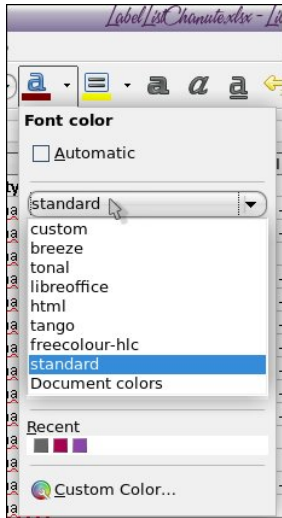 LabelListChanute.xlsx - Li
a a a a
Font color
Automatic
standard
custom
breeze
tonal
libreoffice
html
tango
freecolour-hlc
standard
Document colors
Recent
Custom Color...